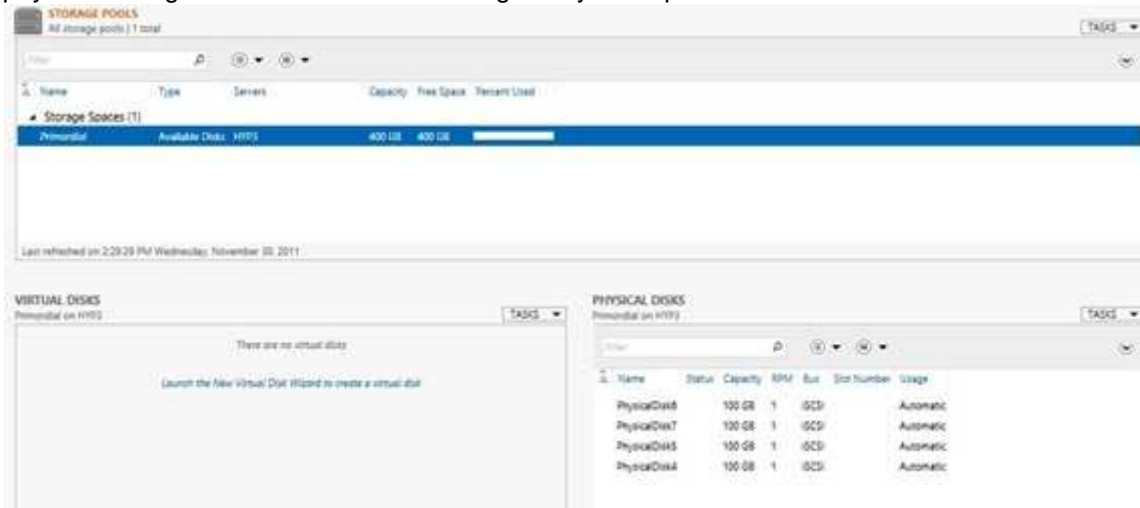 STORAGE POOLS
All storage pools | 1 total
TASKS
Filter
Name Type Servers Capacity Free Space Percent Used
Storage Spaces (1)
Primordial Available Disks HYP3 400 GB 400 GB
Last refreshed on 2:29:29 PM Wednesday, November 30, 2011
VIRTUAL DISKS
Primordial on HYP3
TASKS
There are no virtual disks
Launch the New Virtual Disk Wizard to create a virtual disk
PHYSICAL DISKS
Primordial on HYP3
TASKS
Filter
Name Status Capacity RPM Bus Slot Number Usage
PhysicalDisk6 100 GB 1 iSCSI Automatic
PhysicalDisk7 100 GB 1 iSCSI Automatic
PhysicalDisk5 100 GB 1 iSCSI Automatic
PhysicalDisk4 100 GB 1 iSCSI Automatic